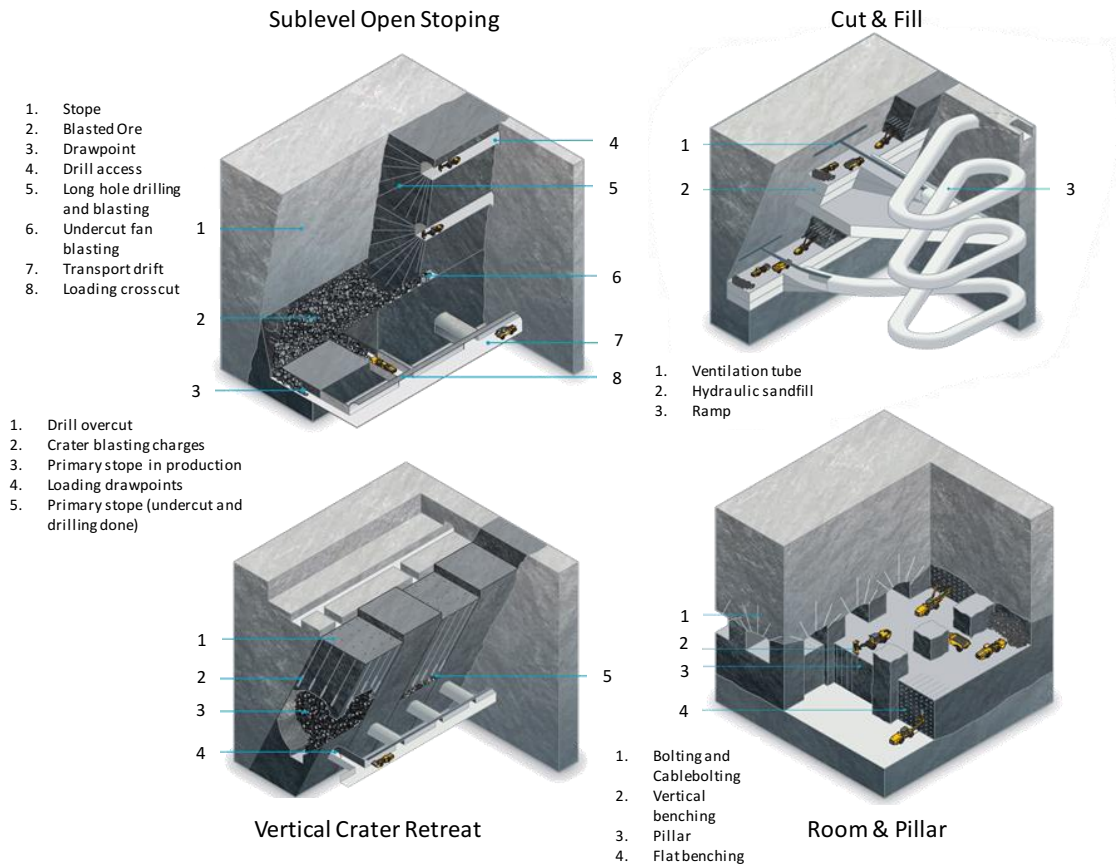 Sublevel Open Stoping
1. Stope
2. Blasted Ore
3. Drawpoint
4. Drill access
5. Long hole drilling
and blasting
6. Undercut fan
blasting
7. Transport drift
8. Loading crosscut
1
2
3
4
5
6
7
8
Cut & Fill
1
2
3
1. Ventilation tube
2. Hydraulic sandfill
3. Ramp
1. Drill overcut
2. Crater blasting charges
3. Primary stope in production
4. Loading drawpoints
5. Primary stope (undercut and
drilling done)
1
2
3
4
5
Vertical Crater Retreat
1
2
3
4
1. Bolting and
Cablebolting
2. Vertical
benching
3. Pillar
4. Flat benching
Room & Pillar